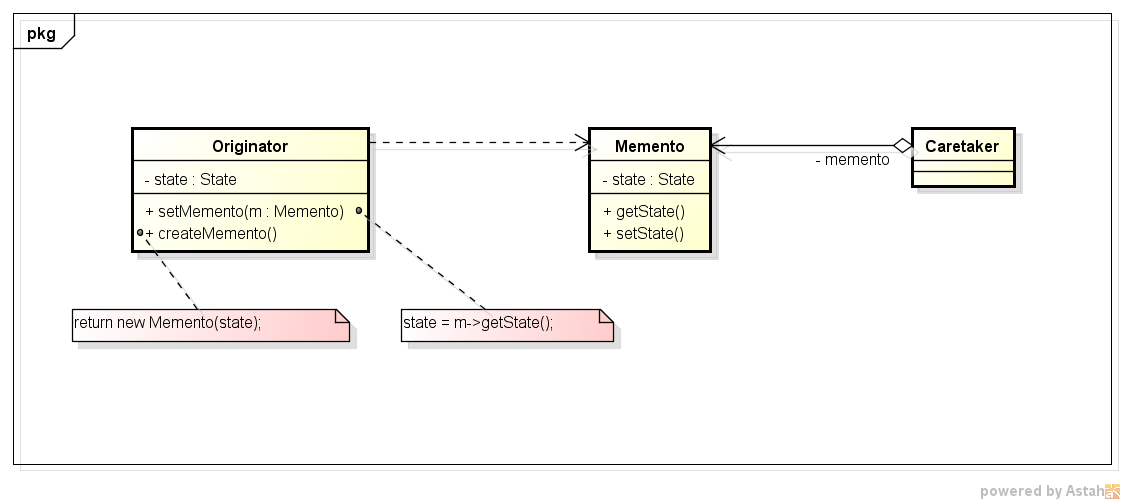 pkg
Originator
- state : State
+ setMemento(m : Memento)
+ createMemento()
Memento
- state : State
+ getState()
+ setState()
- memento
Caretaker
return new Memento(state);
state = m->getState();
powered by Astah